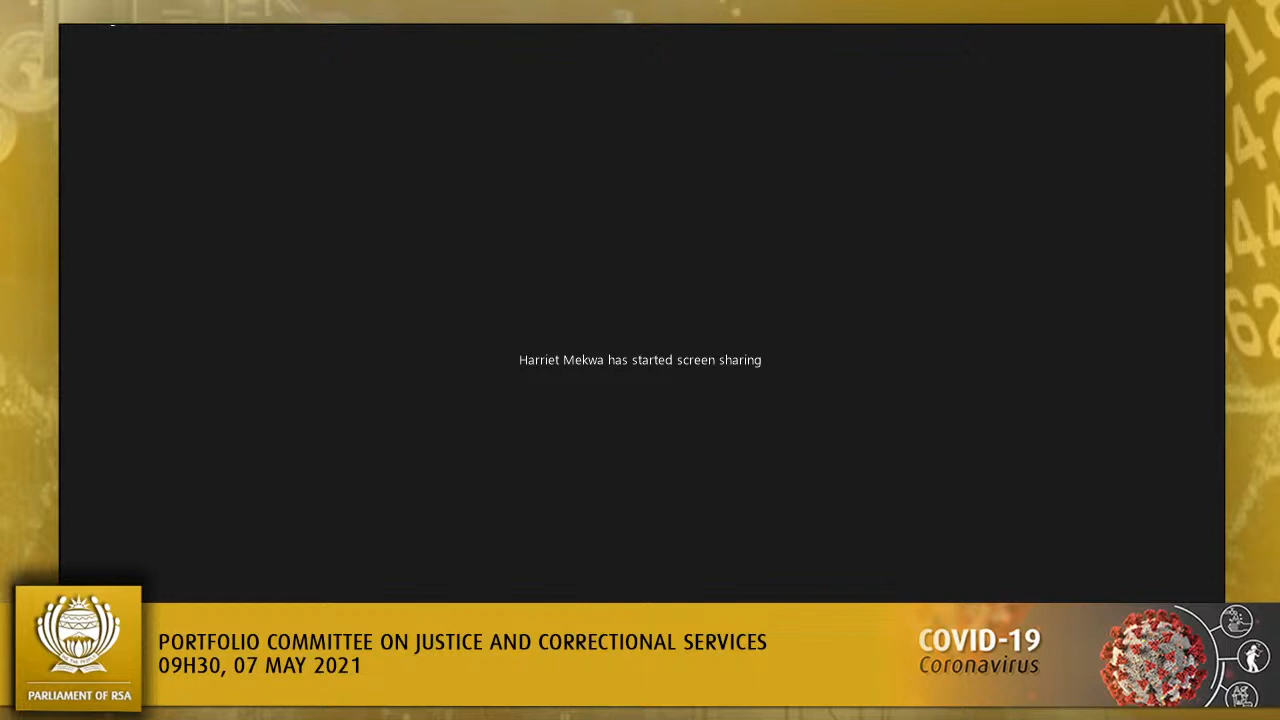 Harriet Mekwa has started screen sharing
PORTFOLIO COMMITTEE ON JUSTICE AND CORRECTIONAL SERVICES
09H30, 07 MAY 2021
COVID-19
Coronavirus
PARLIAMENT OF RSA